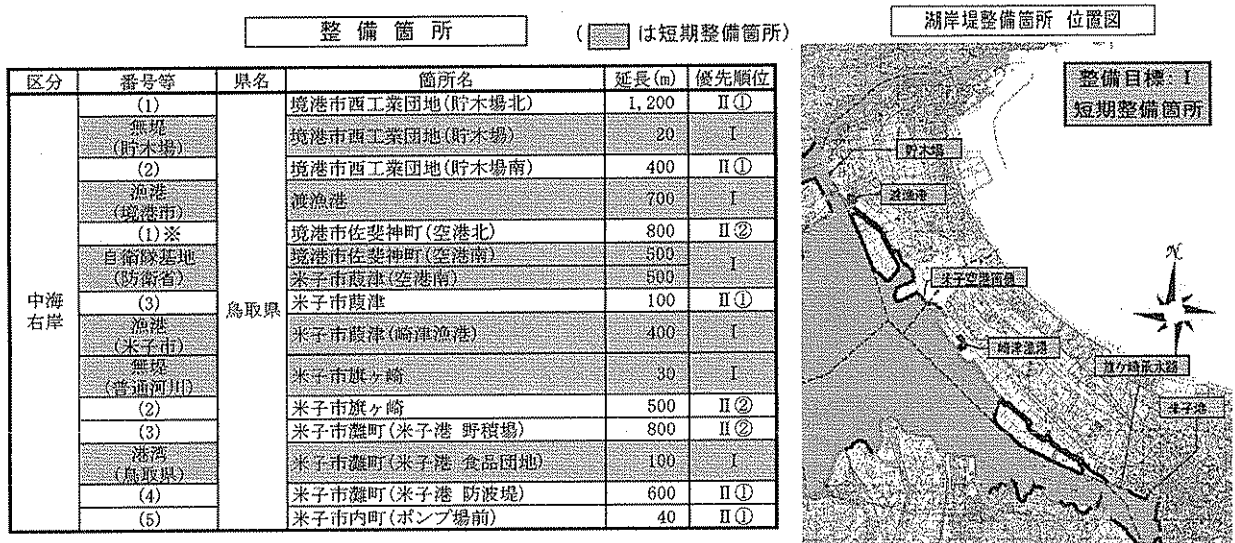 整備箇所
(　は短期整備箇所)
区分 番号等 県名 箇所名 延長(m) 優先順位
中海右岸 鳥取県
(1) 境港市西工業団地(貯木場北) 1,200 Ⅱ①
無堤(貯木場) 境港市西工業団地(貯木場) 20 Ⅰ
(2) 境港市西工業団地(貯木場南) 400 Ⅱ①
漁港(境港市) 渡漁港 700 Ⅰ
(1)※ 境港市佐斐神町(空港北) 800 Ⅱ②
自衛隊基地(防衛省) 境港市佐斐神町(空港南) 500 Ⅰ
米子市葭津(空港南) 500
(3) 米子市葭津 100 Ⅱ①
漁港(米子市) 米子市葭津(崎津漁港) 400 Ⅰ
無堤(普通河川) 米子市旗ヶ崎 30 Ⅰ
(2) 米子市旗ヶ崎 500 Ⅱ②
(3) 米子市灘町(米子港 野積場) 800 Ⅱ②
港湾(鳥取県) 米子市灘町(米子港 食品団地) 100 Ⅰ
(4) 米子市灘町(米子港 防波堤) 600 Ⅱ①
(5) 米子市内町(ポンプ場前) 40 Ⅱ①
湖岸堤整備箇所 位置図
整備目標:Ⅰ
短期整備箇所
貯木場
渡漁港
米子空港南側
N
崎津漁港
旗ケ崎承水路
米子港